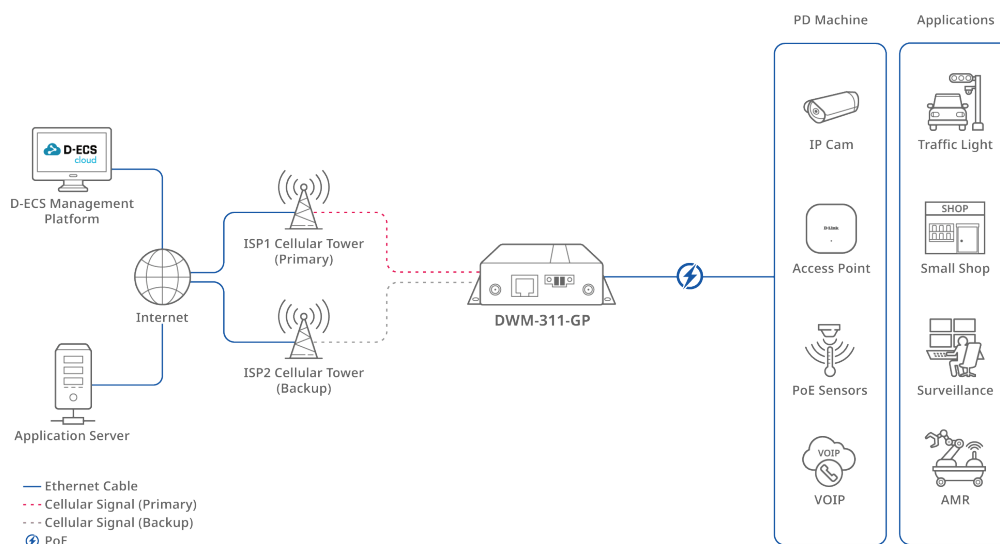 PD Machine
Applications
D-ECS
cloud
D-ECS Management
Platform
Internet
Application Server
ISP1 Cellular Tower
(Primary)
ISP2 Cellular Tower
(Backup)
DWM-311-GP
IP Cam
D-Link
Access Point
PoE Sensors
VOIP
VOIP
Traffic Light
SHOP
Small Shop
Surveillance
AMR
Ethernet Cable
Cellular Signal (Primary)
Cellular Signal (Backup)
PoE